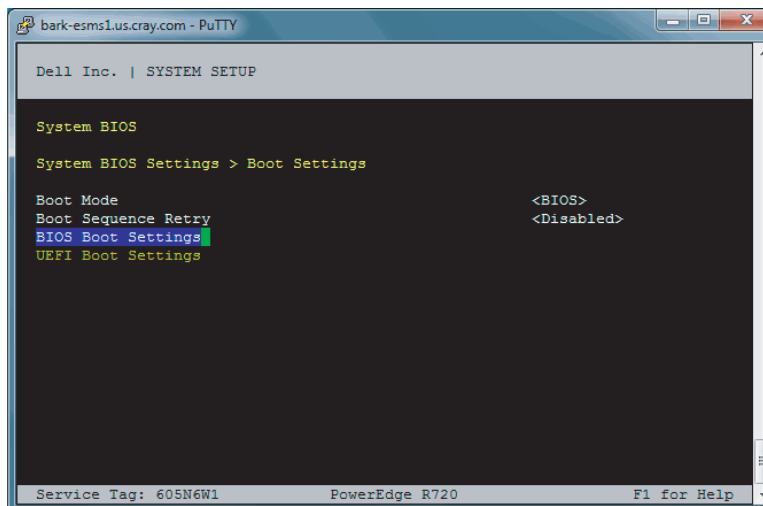 bark-esms1.us.cray.com - PuTTY
Dell Inc. | SYSTEM SETUP
System BIOS
System BIOS Settings > Boot Settings
Boot Mode <BIOS>
Boot Sequence Retry <Disabled>
BIOS Boot Settings
UEFI Boot Settings
Service Tag: 605N6W1 PowerEdge R720 F1 for Help